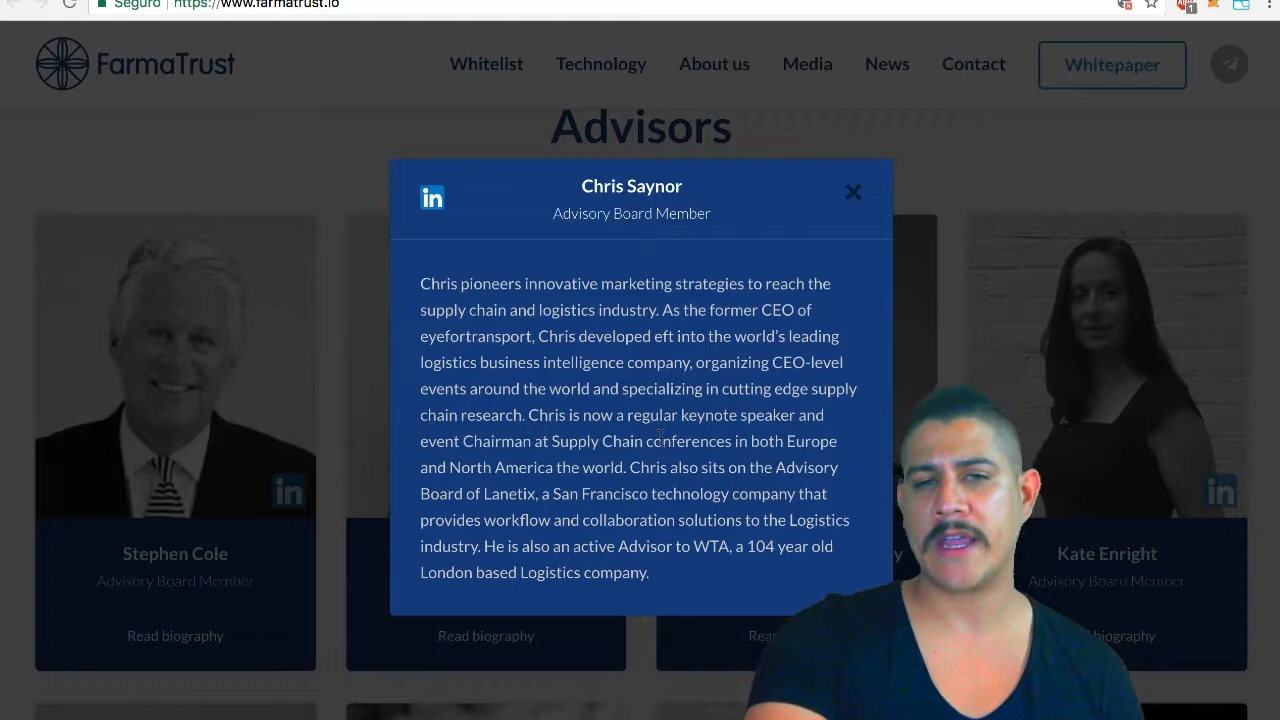 Seguro https://www.farmatrust.io
FarmaTrust
Whitelist Technology About us Media News Contact Whitepaper
Advisors
in
Chris Saynor
Advisory Board Member
Chris pioneers innovative marketing strategies to reach the
supply chain and logistics industry. As the former CEO of
eyefortransport, Chris developed eft into the world's leading
logistics business intelligence company, organizing CEO-level
events around the world and specializing in cutting edge supply
chain research. Chris is now a regular keynote speaker and
event Chairman at Supply Chain conferences in both Europe
and North America the world. Chris also sits on the Advisory
Board of Lanetix, a San Francisco technology company that
provides workflow and collaboration solutions to the Logistics
industry. He is also an active Advisor to WTA, a 104 year old
London based Logistics company.
in
in
Stephen Cole
Advisory Board Member
Read biography
Read biography
Kate Enright
Advisory Board Member
biography